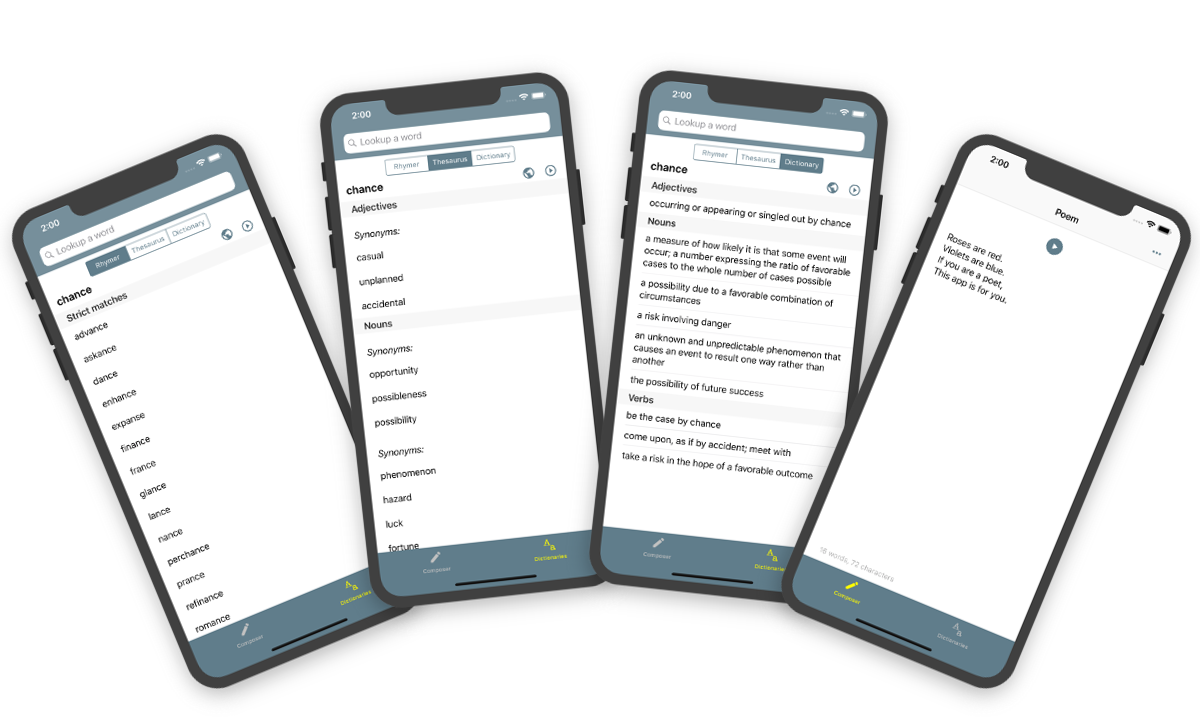 2:00
Lookup a word
Rhymer Thesaurus Dictionary
chance
Strict matches
advance
askance
dance
enhance
expanse
finance
france
glance
lance
nance
perchance
prance
refinance
romance
Composer Dictionaries
2:00
Lookup a word
Rhymer Thesaurus Dictionary
chance
Adjectives
Synonyms:
casual
unplanned
accidental
Nouns
Synonyms:
opportunity
possibleness
possibility
Synonyms:
phenomenon
hazard
luck
fortune
Composer Dictionaries
2:00
Lookup a word
Rhymer Thesaurus Dictionary
chance
Adjectives
occurring or appearing or singled out by chance
Nouns
a measure of how likely it is that some event will
occur; a number expressing the ratio of favorable
cases to the whole number of cases possible
a possibility due to a favorable combination of
circumstances
a risk involving danger
an unknown and unpredictable phenomenon that
causes an event to result one way rather than
another
the possibility of future success
Verbs
be the case by chance
come upon, as if by accident; meet with
take a risk in the hope of a favorable outcome
Composer Dictionaries
2:00
Poem
Roses are red.
Violets are blue.
If you are a poet,
This app is for you.
18 words, 72 characters
Composer Dictionaries